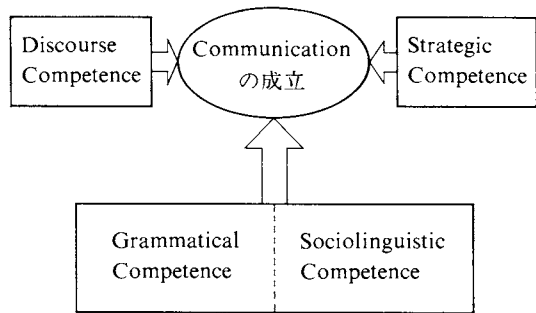 Discourse
Competence
Communication
の成立
Strategic
Competence
Grammatical
Competence
Sociolinguistic
Competence